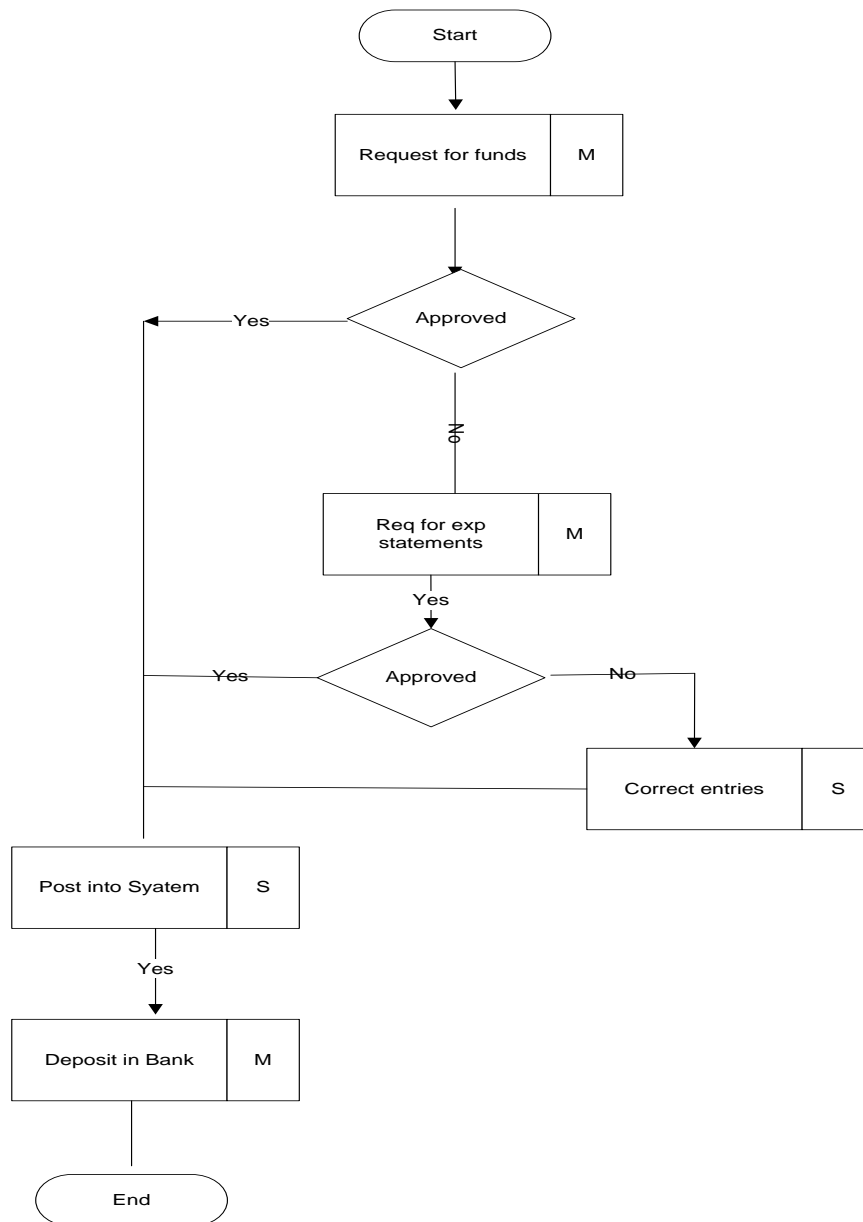 Start
Request for funds M
Approved
Yes
No
Req for exp
statements
M
Yes
Approved
Yes
No
Correct entries S
Post into Syatem S
Yes
Deposit in Bank M
End